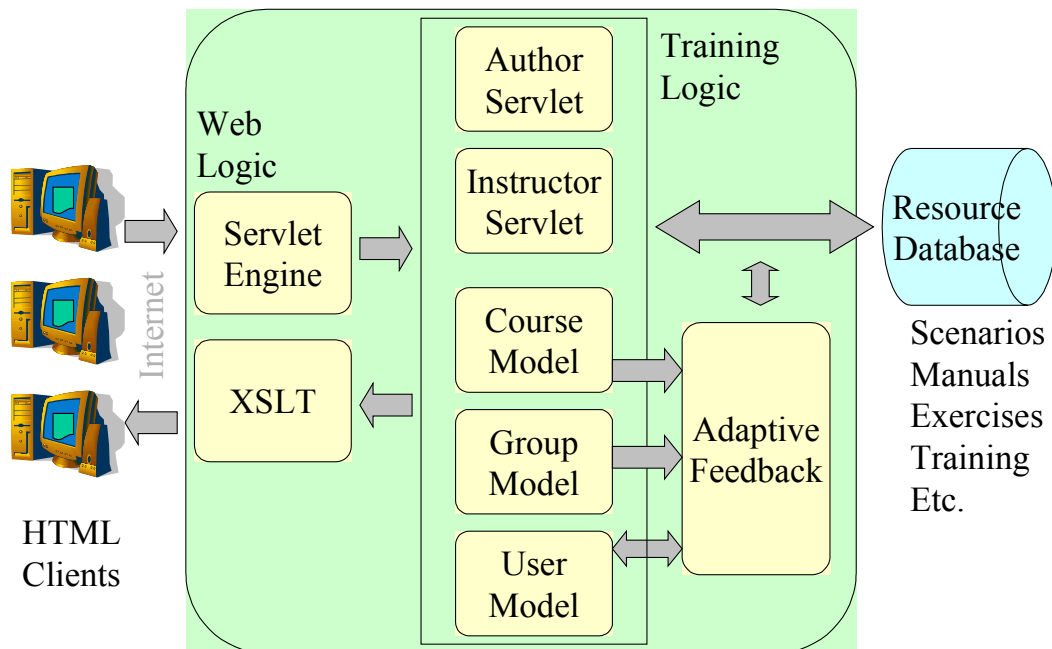 Author
Servlet
Training
Logic
Web
Logic
Instructor
Servlet
Resource
Database
Servlet
Engine
Internet
Course
Model
Scenarios
Manuals
Exercises
Training
Etc.
XSLT
Group
Model
Adaptive
Feedback
HTML
Clients
User
Model